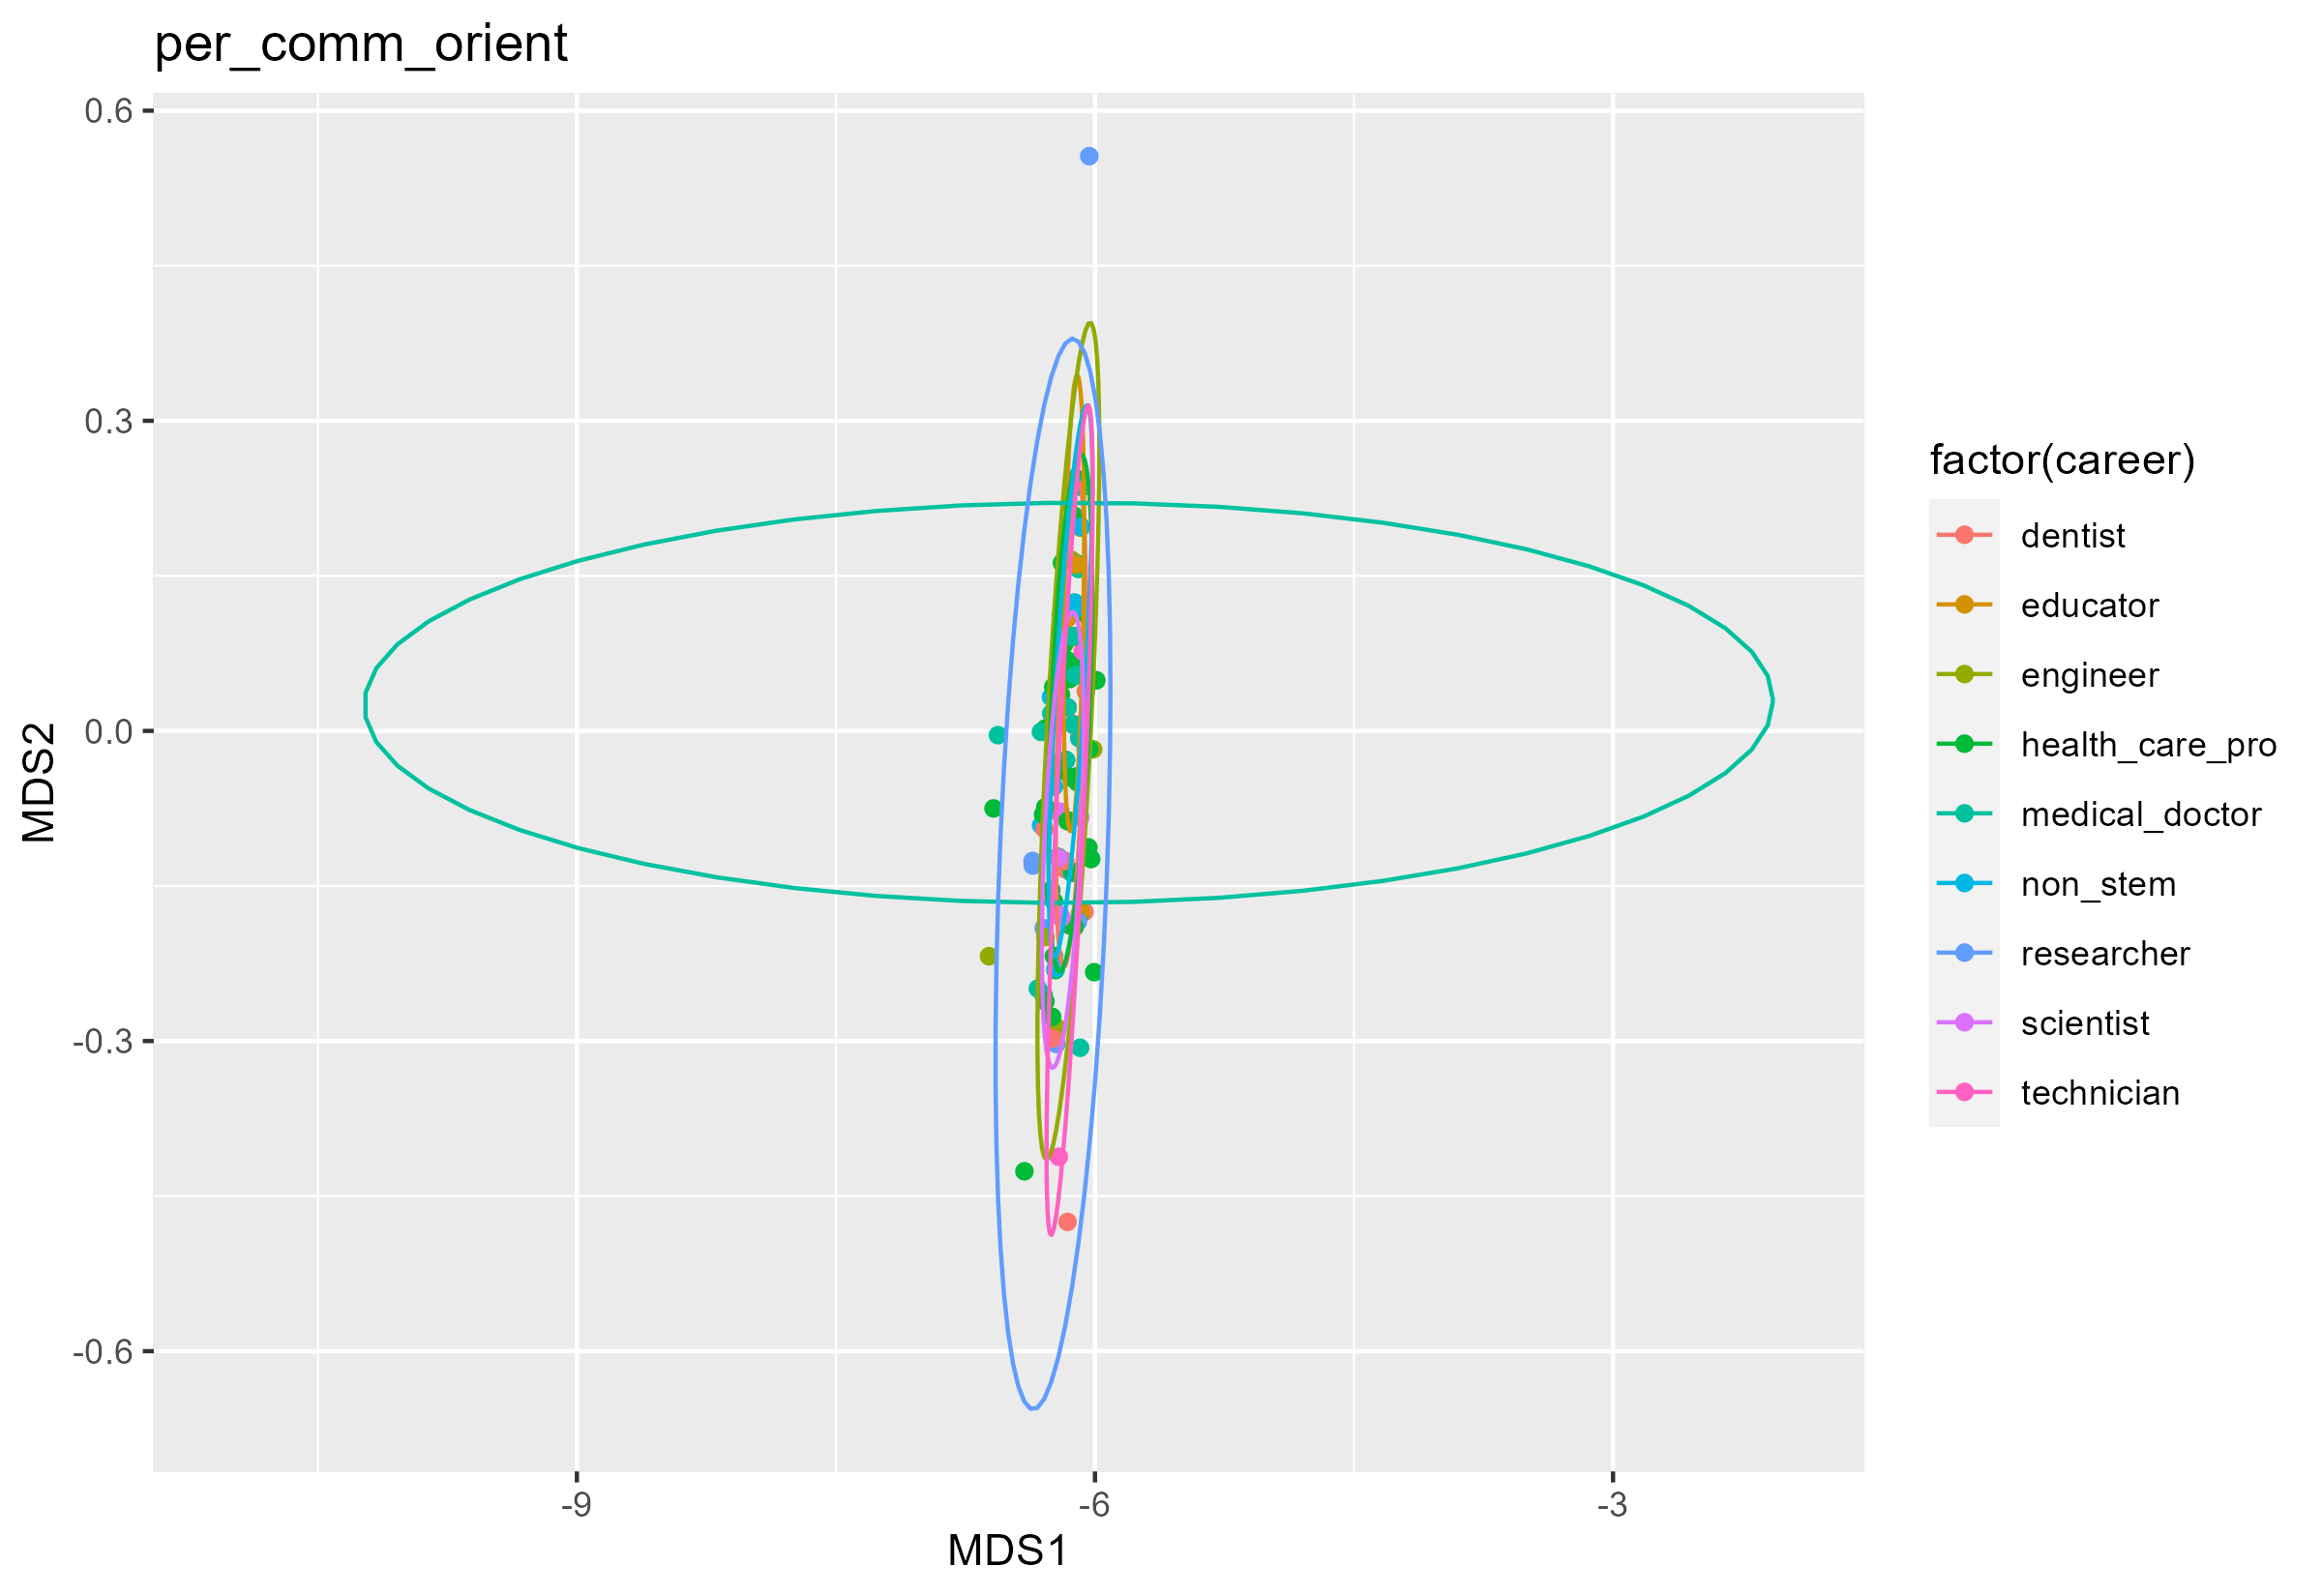 per_comm_orient
0.6
0.3
0.0
-0.3
-0.6
MDS2
-9
-6
-3
MDS1
factor(career)
dentist
educator
engineer
health_care_pro
medical_doctor
non_stem
researcher
scientist
technician